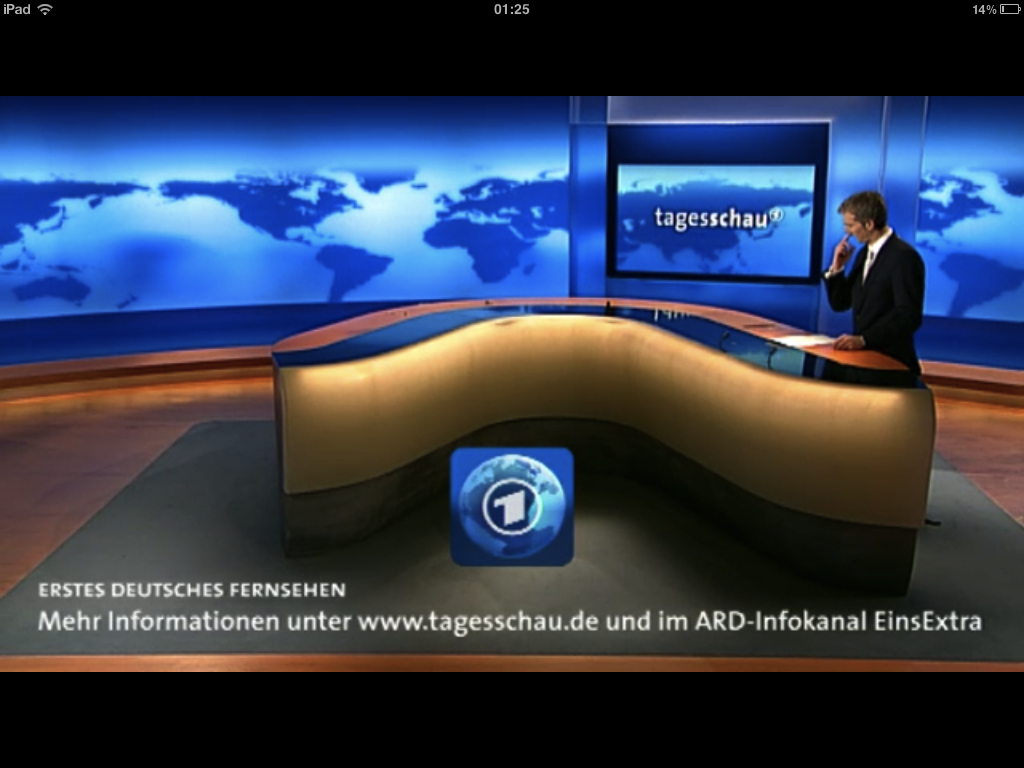 iPad 01:25 14%
tagesschau
ERSTES DEUTSCHES FERNSEHEN
Mehr Informationen unter www.tagesschau.de und im ARD-Infokanal EinsExtra